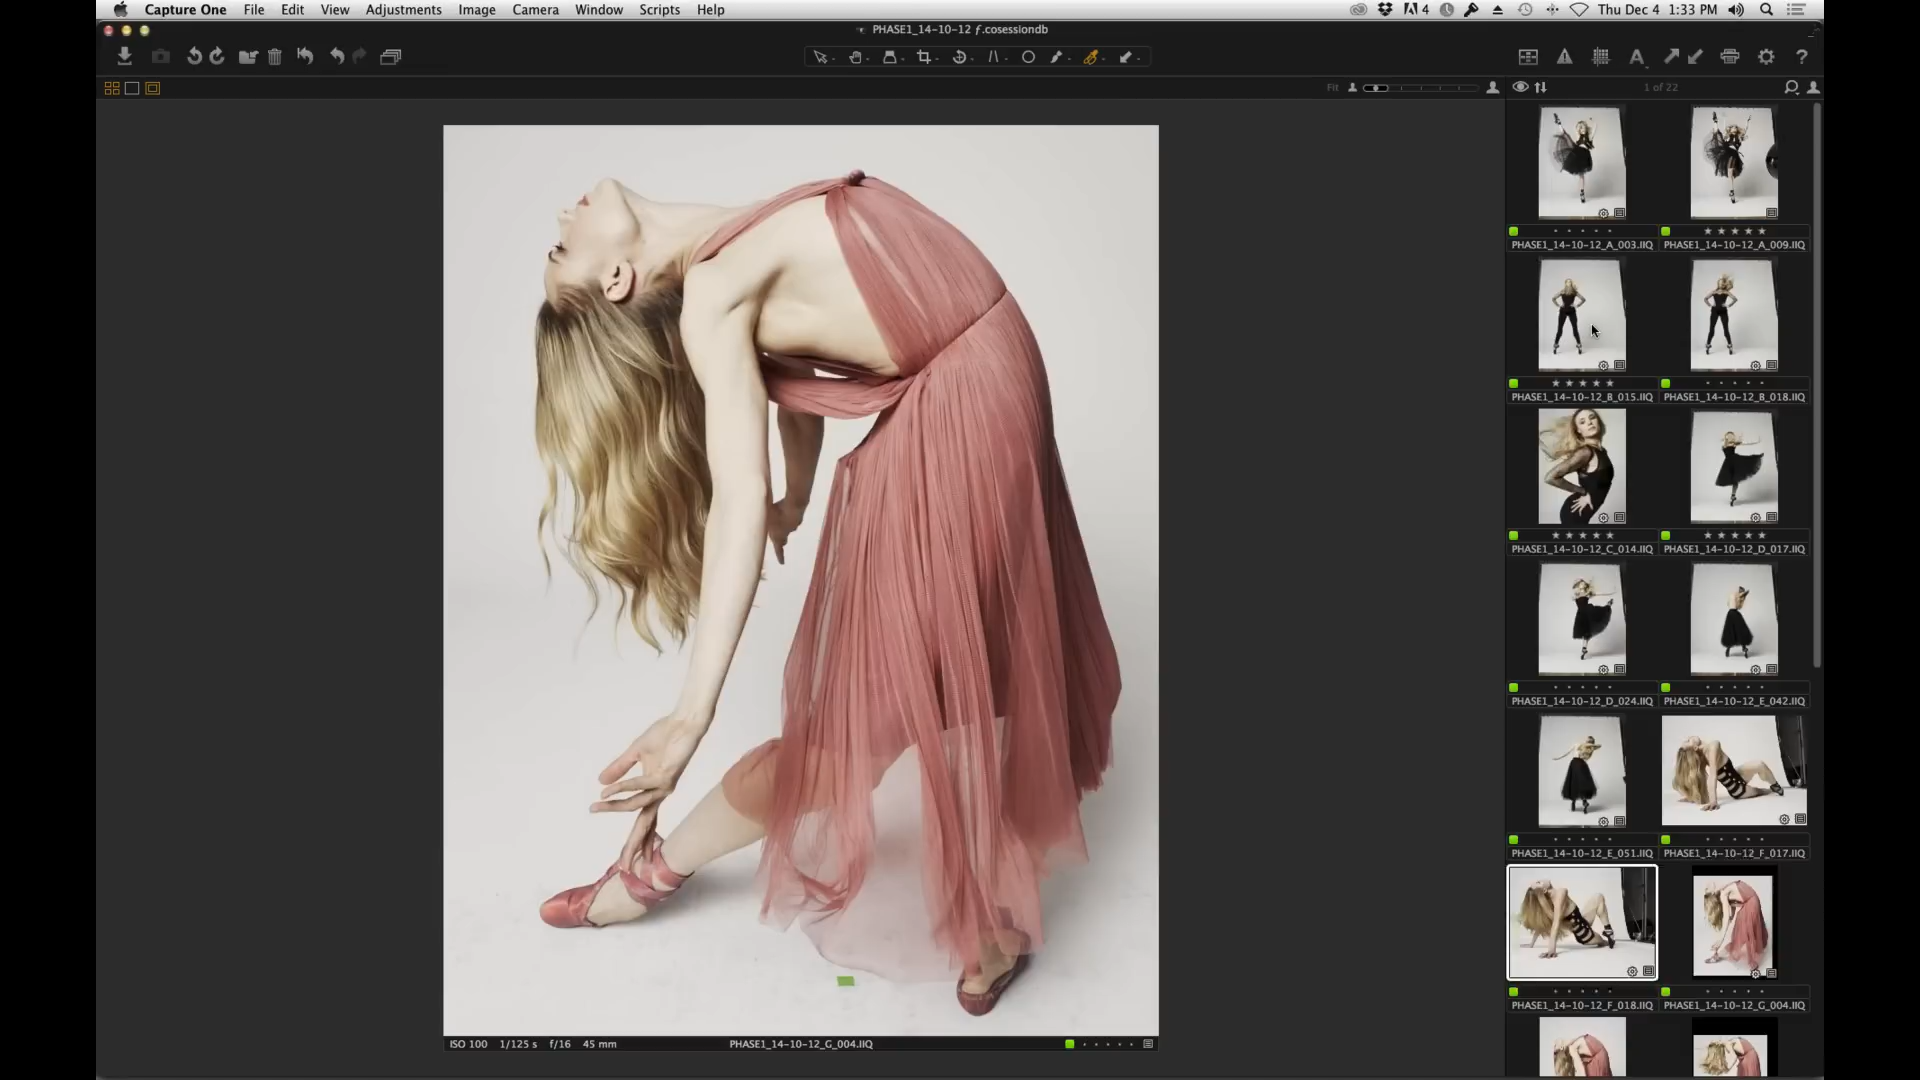 Capture One File Edit View Adjustments Image Camera Window Scripts Help 4 Thu Dec 4 1:33 PM
PHASE1_14-10-12 ƒ.cosessiondb
Fit
1 of 22
PHASE1_14-10-12_A_003.IIQ PHASE1_14-10-12_A_009.IIQ
PHASE1_14-10-12_B_015.IIQ PHASE1_14-10-12_B_018.IIQ
PHASE1_14-10-12_C_014.IIQ PHASE1_14-10-12_D_017.IIQ
PHASE1_14-10-12_D_024.IIQ PHASE1_14-10-12_E_042.IIQ
PHASE1_14-10-12_E_051.IIQ PHASE1_14-10-12_F_017.IIQ
PHASE1_14-10-12_F_018.IIQ PHASE1_14-10-12_G_004.IIQ
ISO 100 1/125 s f/16 45 mm PHASE1_14-10-12_G_004.IIQ